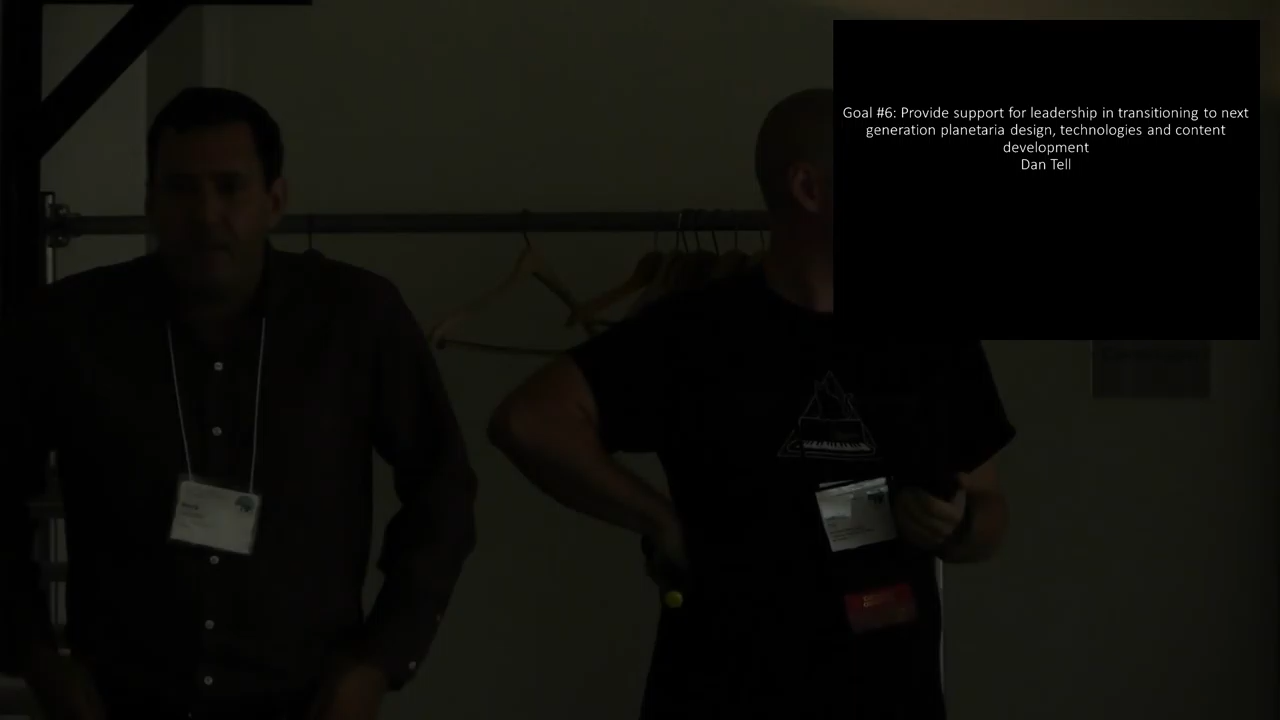 Goal #6: Provide support for leadership in transitioning to next
generation planetaria design, technologies and content
development
Dan Tell